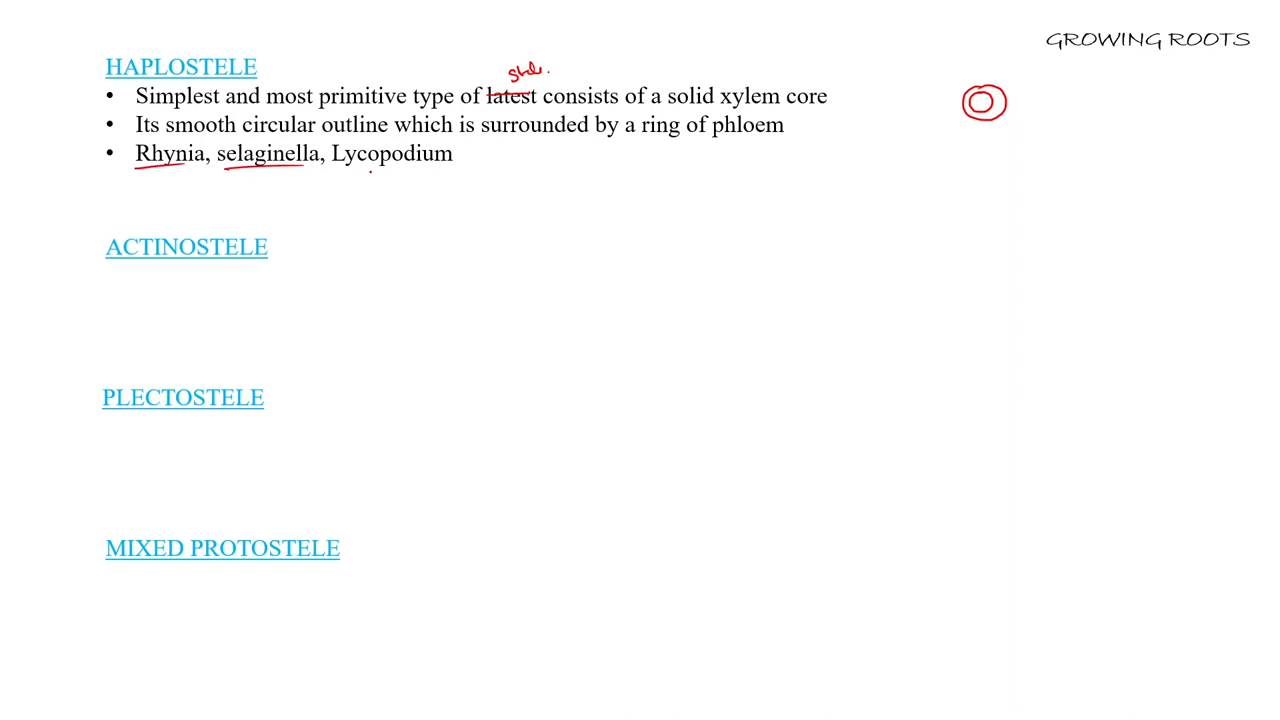 GROWING ROOTS
HAPLOSTELE
stele.
• Simplest and most primitive type of latest consists of a solid xylem core
• Its smooth circular outline which is surrounded by a ring of phloem
• Rhynia, selaginella, Lycopodium
ACTINOSTELE
PLECTOSTELE
MIXED PROTOSTELE